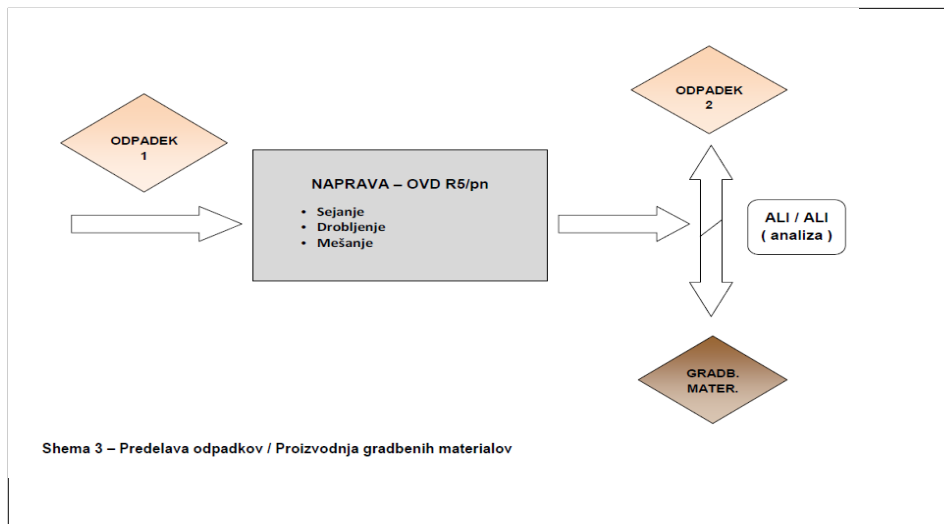 ODPADEK
1
NAPRAVA – OVD R5/pn
• Sejanje
• Drobljenje
• Mešanje
ODPADEK
2
ALI / ALI
( analiza )
GRADB.
MATER.
Shema 3 – Predelava odpadkov / Proizvodnja gradbenih materialov